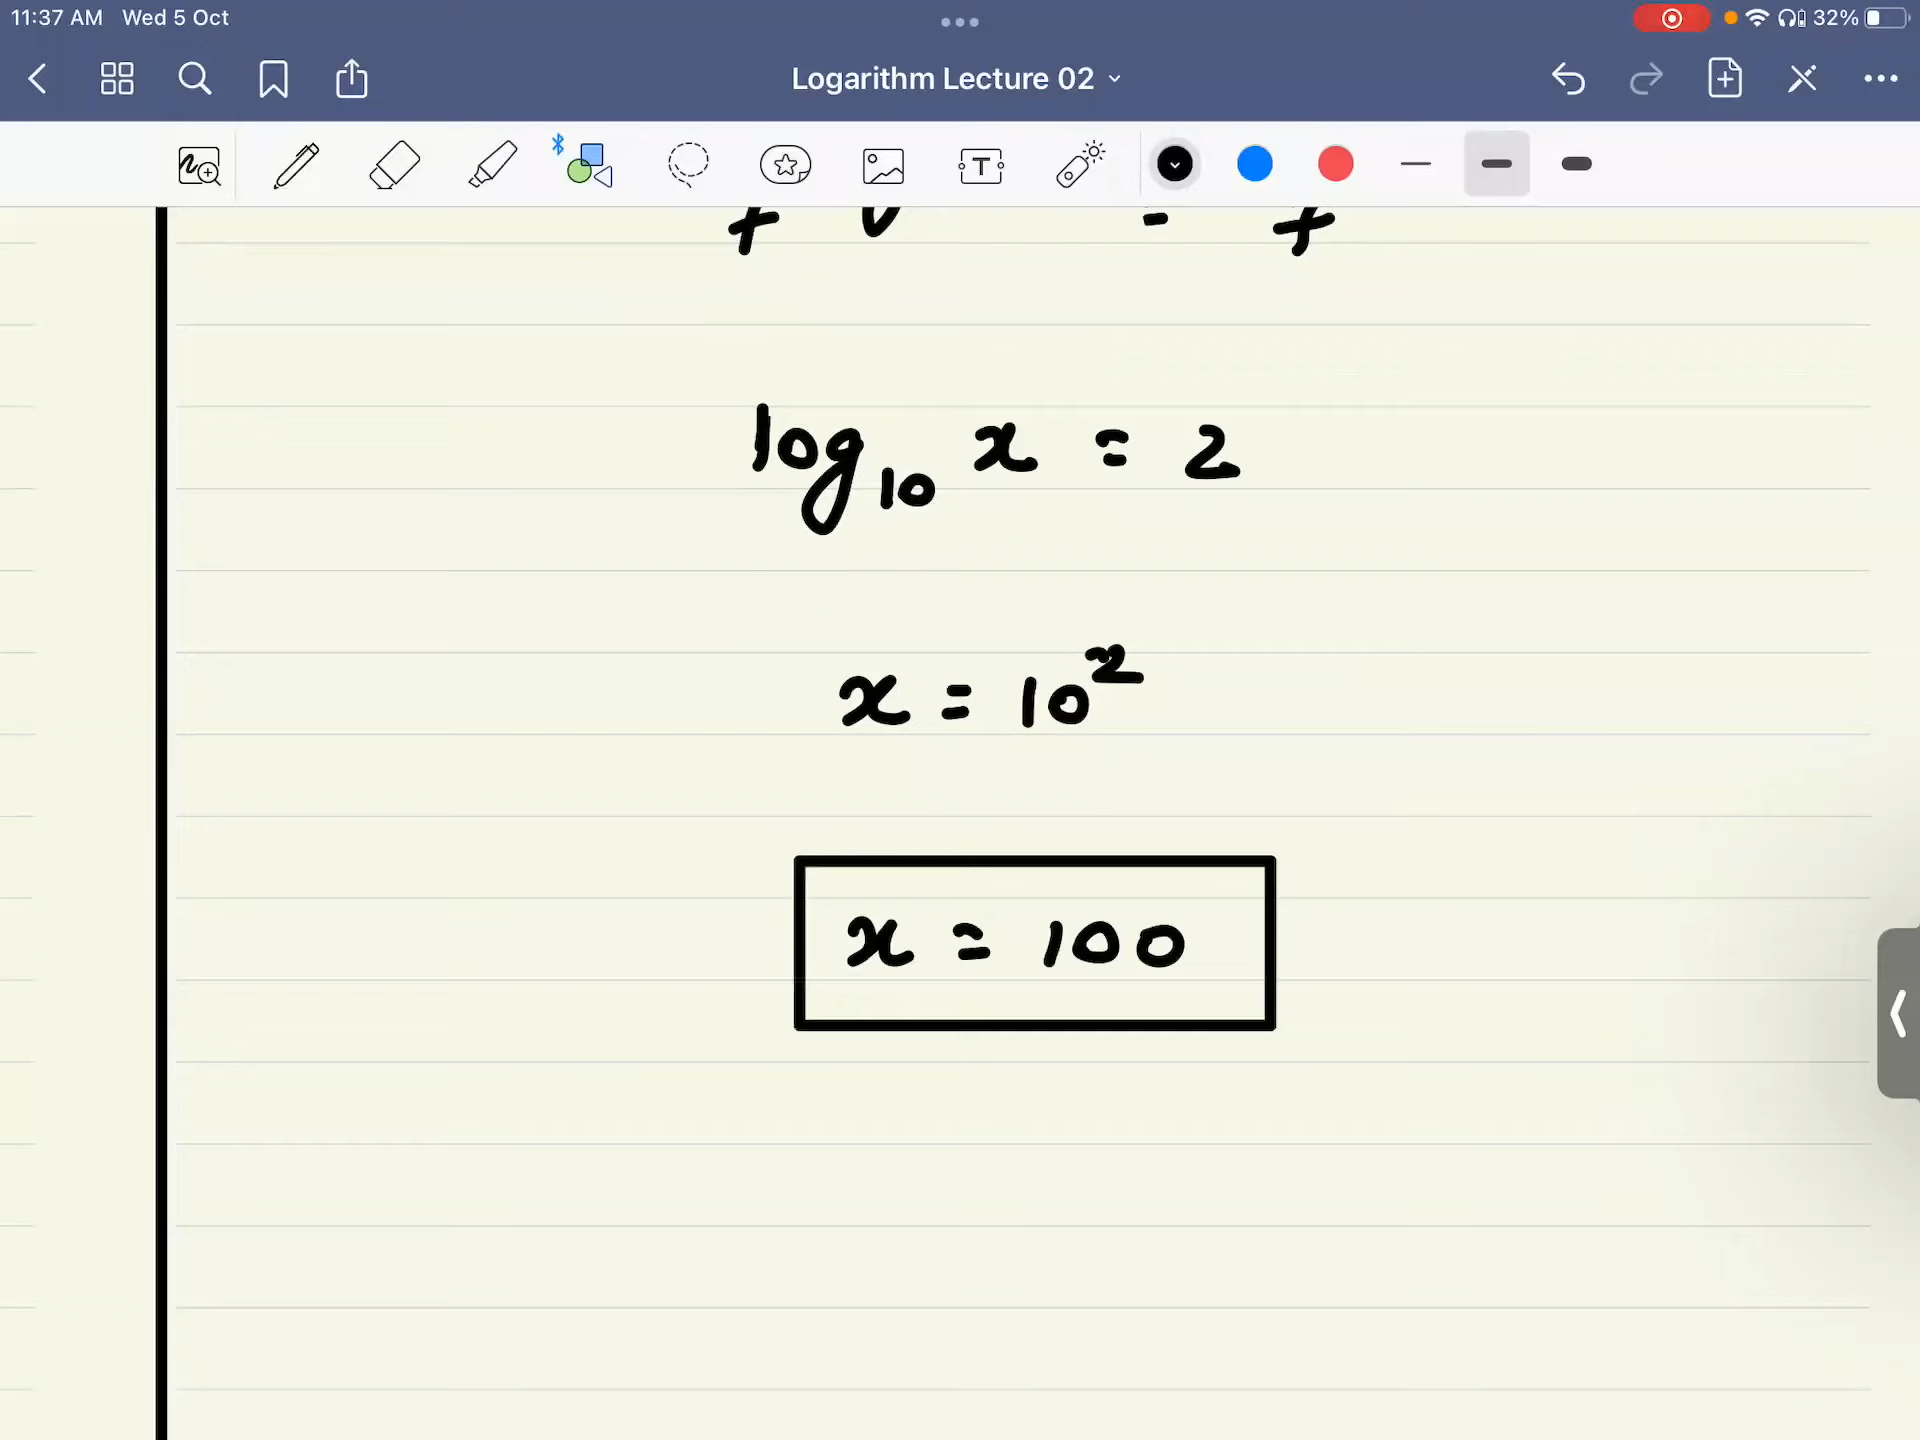 11:37 AM Wed 5 Oct
32%
Logarithm Lecture 02
T
log₁₀ x = 2
x = 10²
x = 100